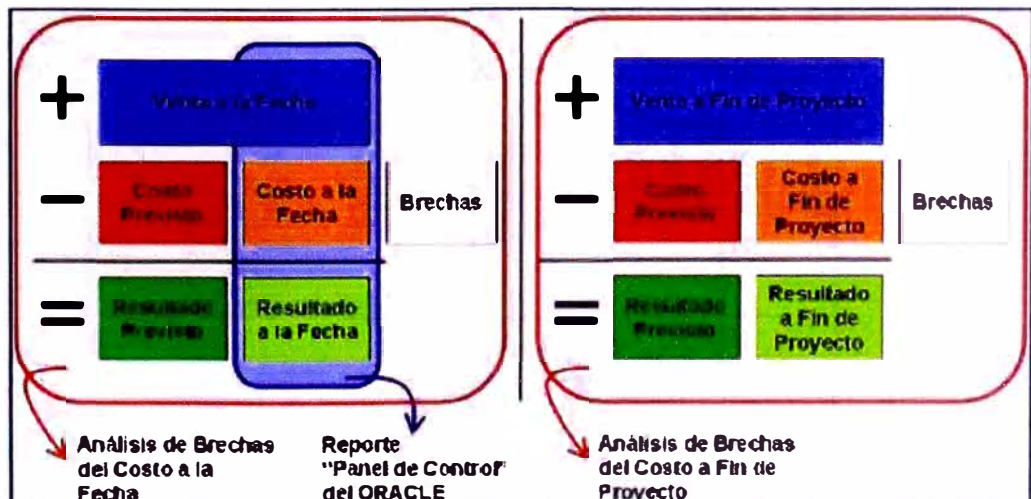 +
Venta a la Fecha
−
Costo
Previsto
Costo a la
Fecha
Brechas
=
Resultado
Previsto
Resultado
a la Fecha
Análisis de Brechas
del Costo a la
Fecha
Reporte
"Panel de Control"
del ORACLE
+
Venta a Fin de Proyecto
−
Costo
Previsto
Costo a
Fin de
Proyecto
Brechas
=
Resultado
Previsto
Resultado
a Fin de
Proyecto
Análisis de Brechas
del Costo a Fin de
Proyecto